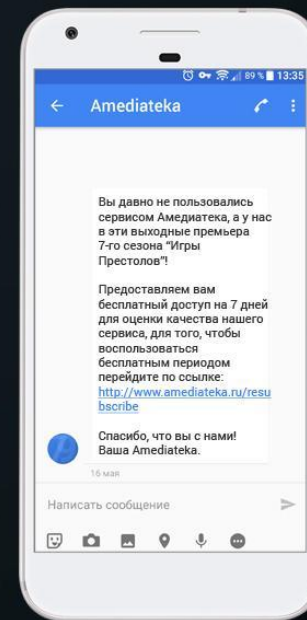 89 % 13:35
Amediateka
Вы давно не пользовались
сервисом Амедиатека, а у нас
в эти выходные премьера
7-го сезона “Игры
Престолов”!
Предоставляем вам
бесплатный доступ на 7 дней
для оценки качества нашего
сервиса, для того, чтобы
воспользоваться
бесплатным периодом
перейдите по ссылке:
http://www.amediateka.ru/resu
bscribe
Спасибо, что вы с нами!
Ваша Amediateka.
16 мая
Написать сообщение